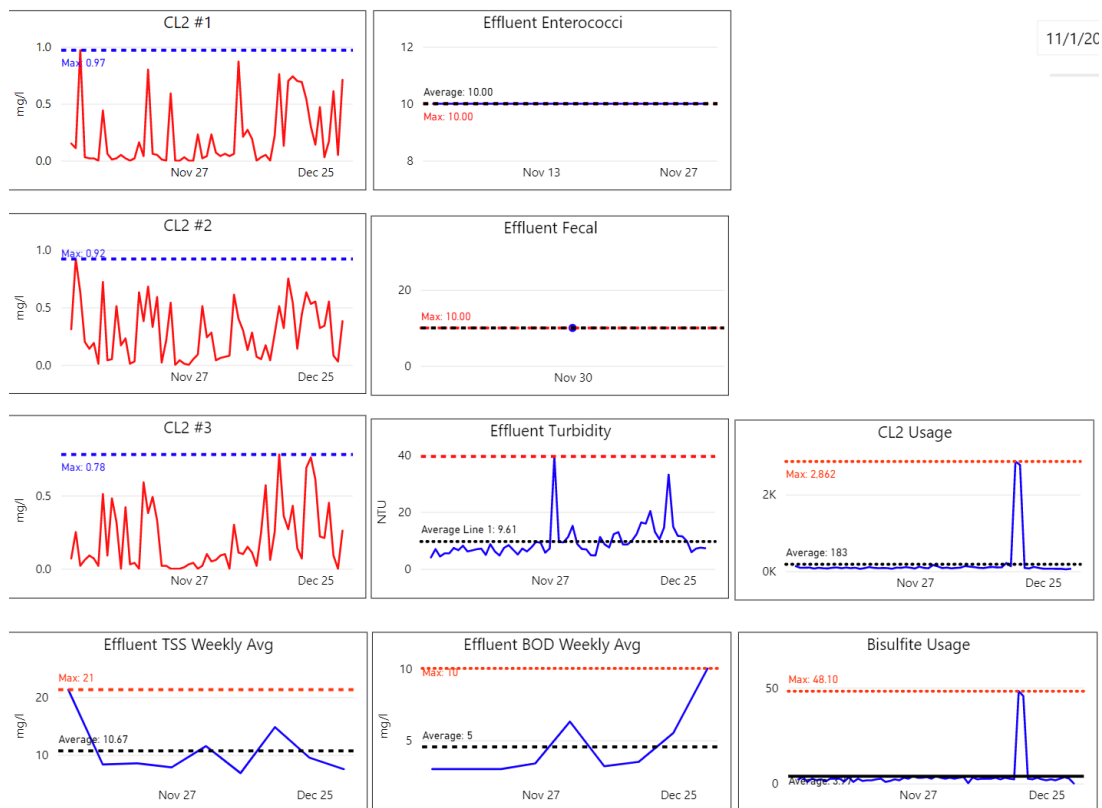 CL2 #1
1.0
Max: 0.97
0.5
0.0
mg/l
Nov 27
Dec 25
Effluent Enterococci
12
Average: 10.00
10
Max: 10.00
8
Nov 13
Nov 27
11/1/20
CL2 #2
1.0
Max: 0.92
0.5
0.0
mg/l
Nov 27
Dec 25
Effluent Fecal
20
Max: 10.00
0
Nov 30
CL2 #3
Max: 0.78
0.5
0.0
mg/l
Nov 27
Dec 25
Effluent Turbidity
40
20
Average Line 1: 9.61
0
NTU
Nov 27
Dec 25
CL2 Usage
Max: 2,862
2K
Average: 183
0K
Nov 27
Dec 25
Effluent TSS Weekly Avg
Max: 21
20
Average: 10.67
10
mg/l
Nov 27
Dec 25
Effluent BOD Weekly Avg
10
Max: 10
Average: 5
5
mg/l
Nov 27
Dec 25
Bisulfite Usage
Max: 48.10
50
0
Average: 3.77
Nov 27
Dec 25